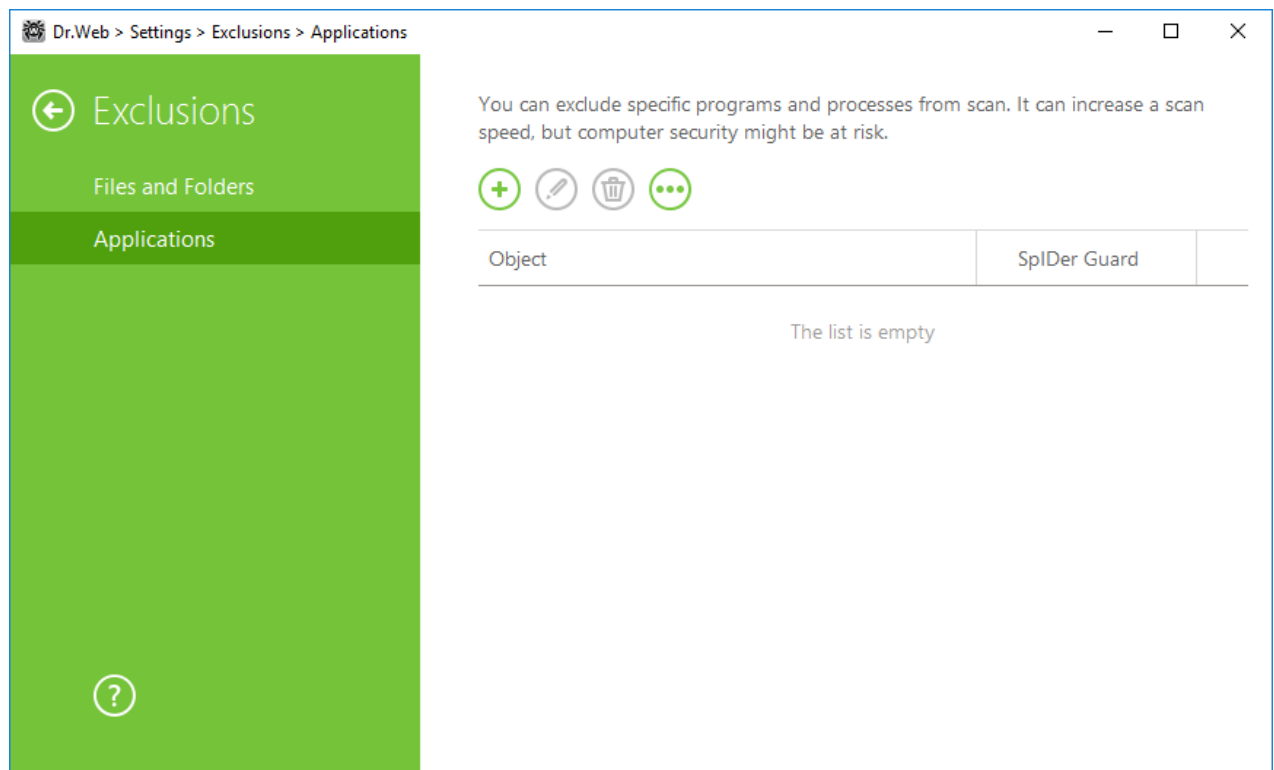 Dr.Web > Settings > Exclusions > Applications
Exclusions
Files and Folders
Applications
You can exclude specific programs and processes from scan. It can increase a scan
speed, but computer security might be at risk.
Object
SpIDer Guard
The list is empty
?